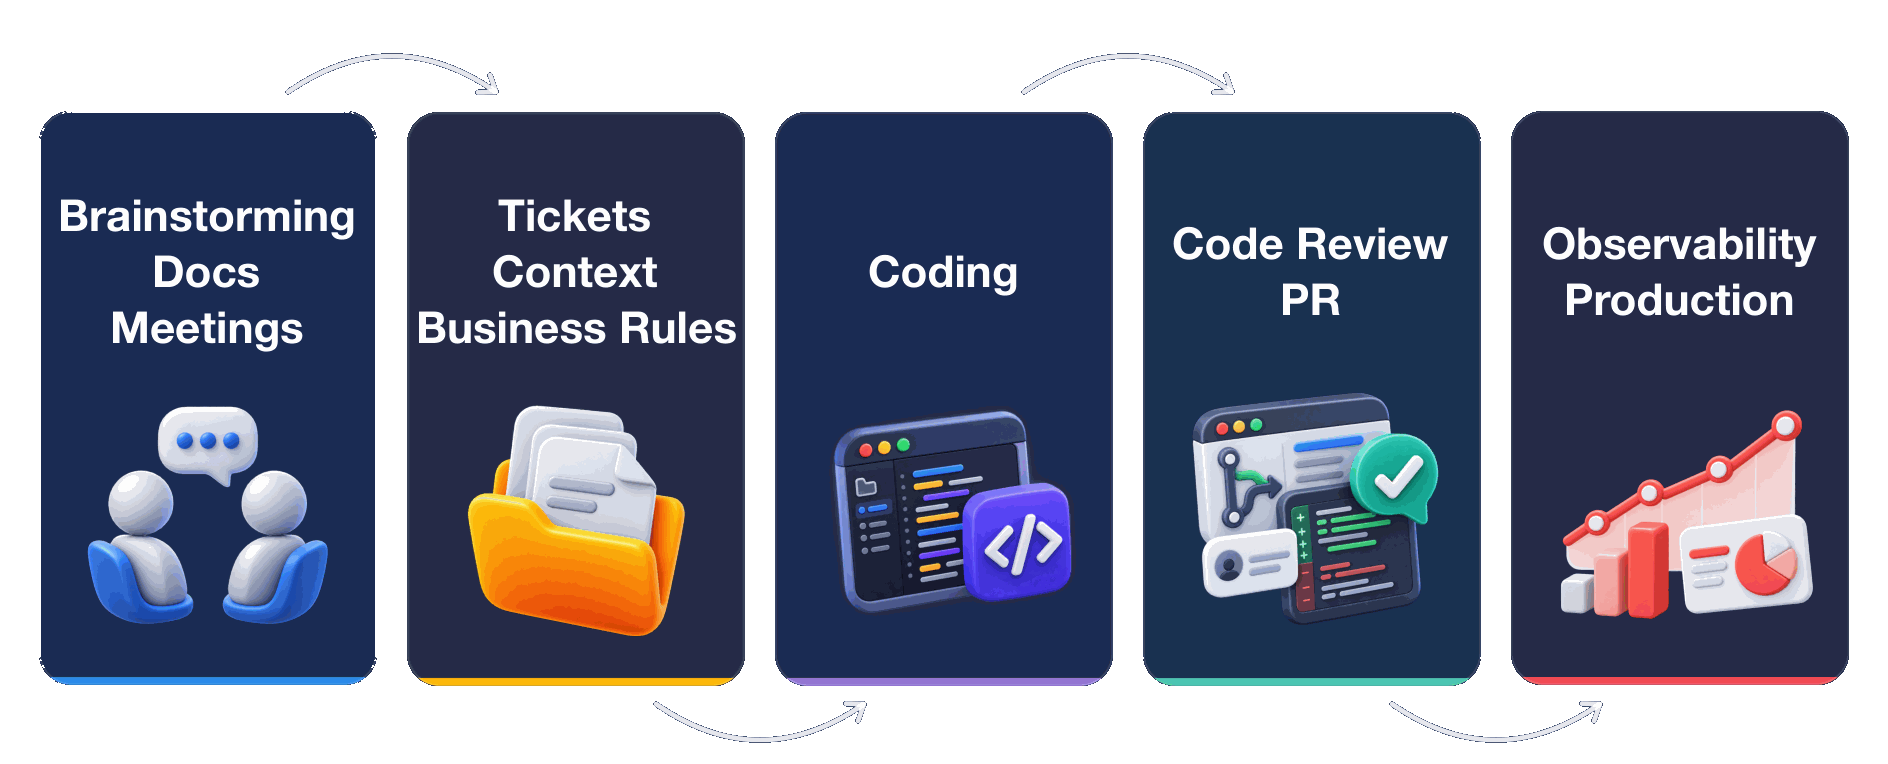 Brainstorming
Docs
Meetings
Tickets
Context
Business Rules
Coding
</>
Code Review
PR
Observability
Production